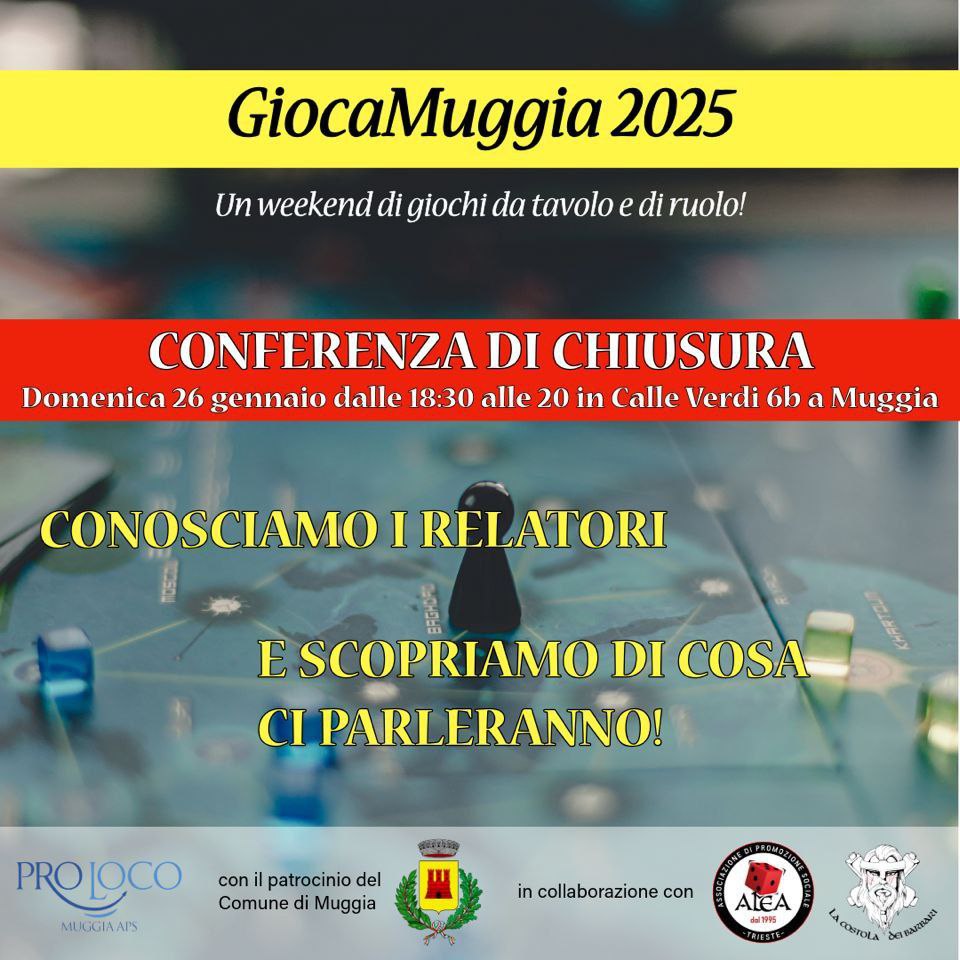 GiocaMuggia 2025
Un weekend di giochi da tavolo e di ruolo!
CONFERENZA DI CHIUSURA
Domenica 26 gennaio dalle 18:30 alle 20 in Calle Verdi 6b a Muggia
CONOSCIAMO I RELATORI
MOSCOW
BAGHDAD
KHARTOUM
E SCOPRIAMO DI COSA
CI PARLERANNO!
PRO LOCO
MUGGIA APS
con il patrocinio del
Comune di Muggia
in collaborazione con
ASSOCIAZIONE DI PROMOZIONE SOCIALE
ALEA
dal 1995
-TRIESTE-
LA COSTOLA DEI BARBARI